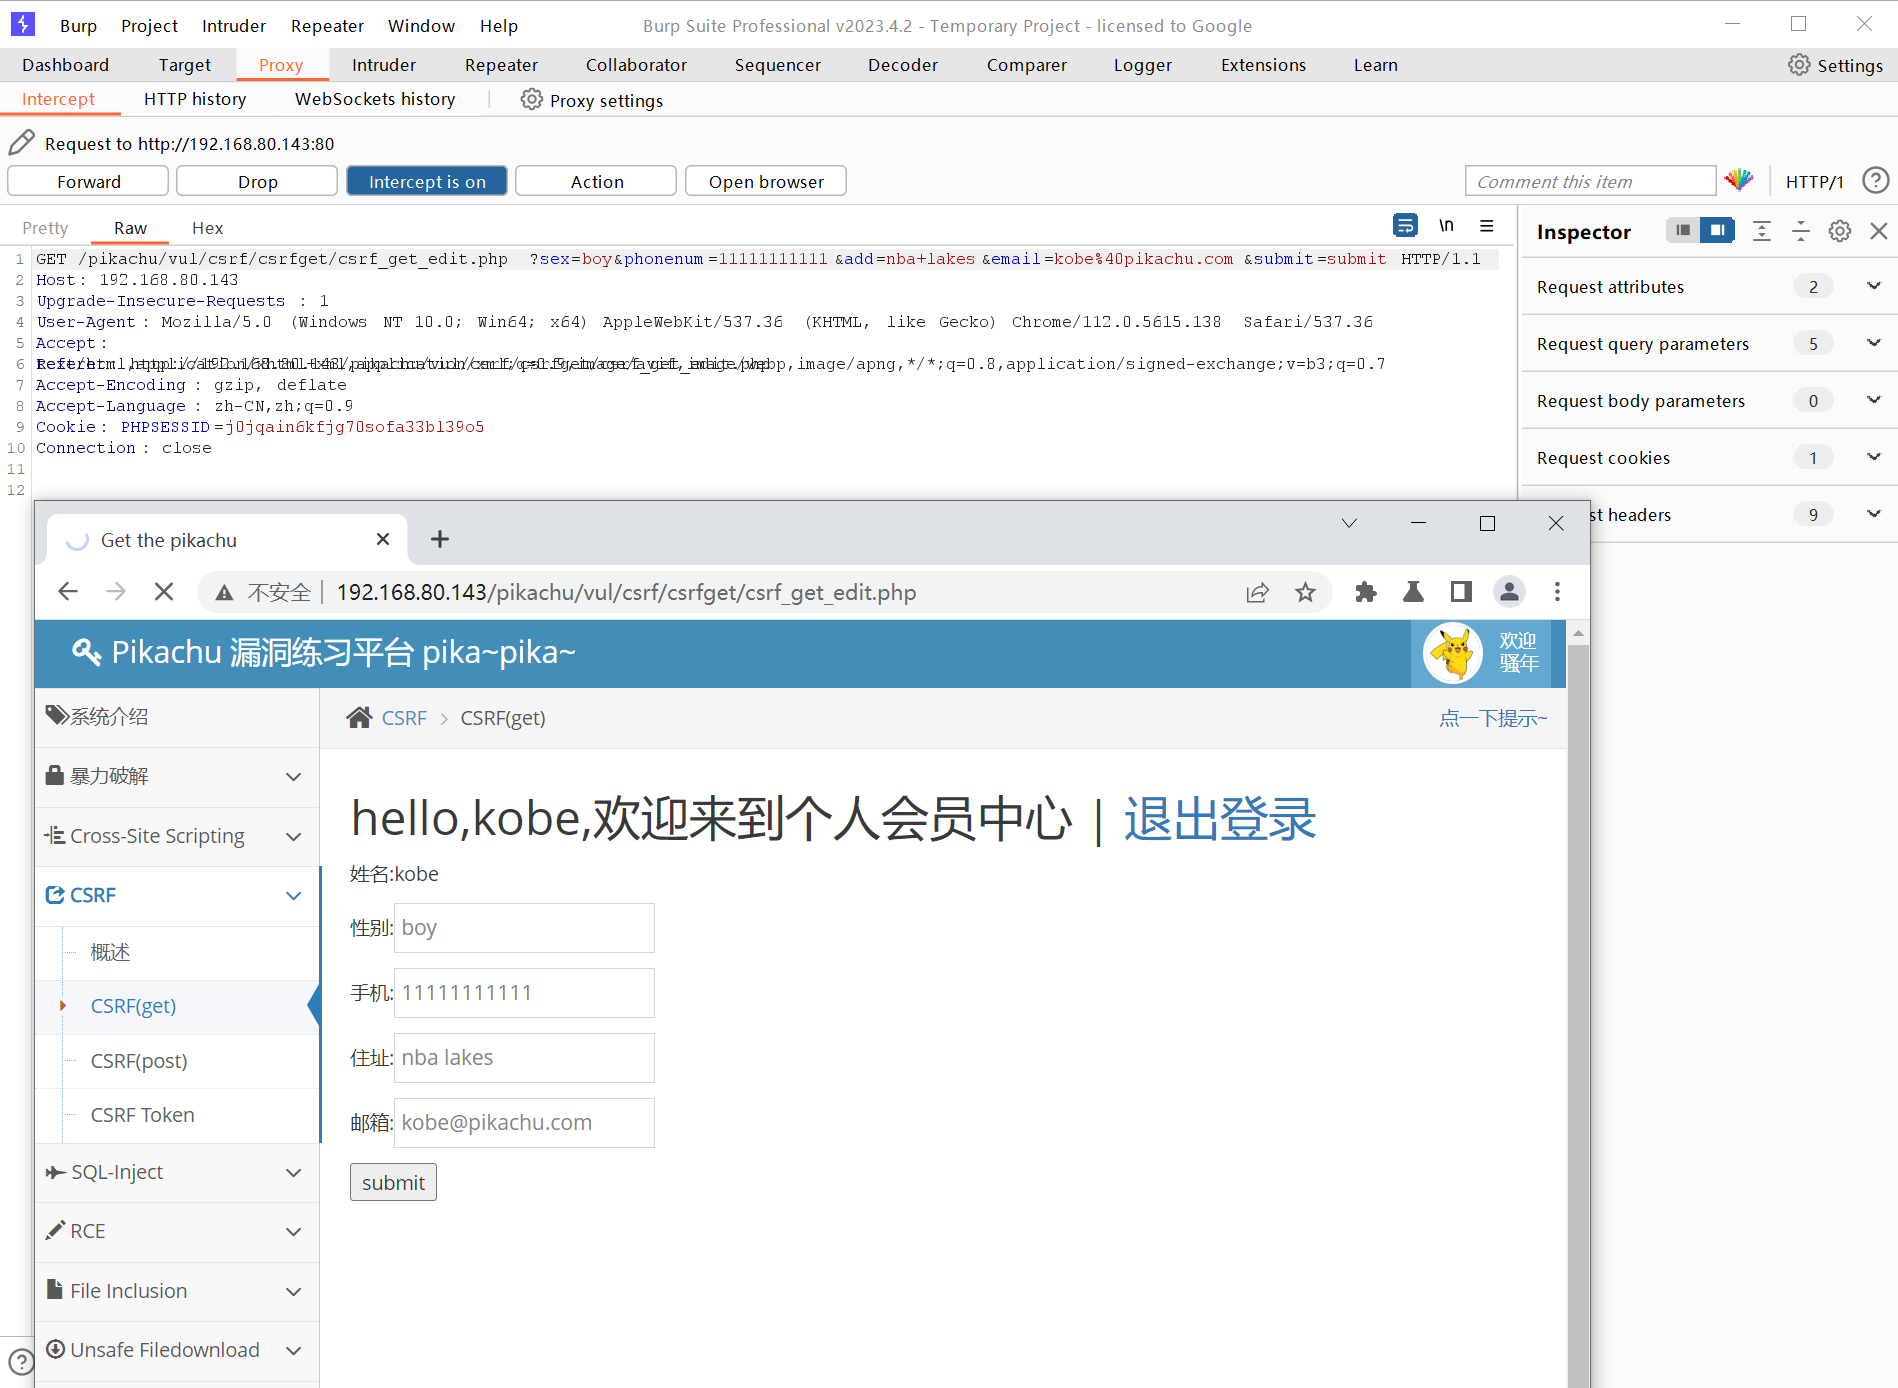 Burp Project Intruder Repeater Window Help Burp Suite Professional v2023.4.2 - Temporary Project - licensed to Google
Dashboard Target Proxy Intruder Repeater Collaborator Sequencer Decoder Comparer Logger Extensions Learn Settings
Intercept HTTP history WebSockets history Proxy settings
Request to http://192.168.80.143:80
Forward Drop Intercept is on Action Open browser Comment this item HTTP/1
Pretty Raw Hex \n
1 GET /pikachu/vul/csrf/csrfget/csrf_get_edit.php ?sex=boy&phonenum=11111111111&add=nba+lakes&email=kobe%40pikachu.com&submit=submit HTTP/1.1
2 Host: 192.168.80.143
3 Upgrade-Insecure-Requests: 1
4 User-Agent: Mozilla/5.0 (Windows NT 10.0; Win64; x64) AppleWebKit/537.36 (KHTML, like Gecko) Chrome/112.0.5615.138 Safari/537.36
5 Accept:
6 image/apng,*/*;q=0.8,application/signed-exchange;v=b3;q=0.7
7 Accept-Encoding: gzip, deflate
8 Accept-Language: zh-CN,zh;q=0.9
9 Cookie: PHPSESSID=j0jqain6kfjg70sofa33bl39o5
10 Connection: close
11
12
Inspector
Request attributes 2
Request query parameters 5
Request body parameters 0
Request cookies 1
st headers 9
Get the pikachu
不安全 192.168.80.143/pikachu/vul/csrf/csrfget/csrf_get_edit.php
Pikachu 漏洞练习平台 pika~pika~
欢迎
骚年
系统介绍
暴力破解
Cross-Site Scripting
CSRF
概述
CSRF(get)
CSRF(post)
CSRF Token
SQL-Inject
RCE
File Inclusion
Unsafe Filedownload
CSRF CSRF(get) 点一下提示~
hello,kobe,欢迎来到个人会员中心 | 退出登录
姓名:kobe
性别: boy
手机: 11111111111
住址: nba lakes
邮箱: kobe@pikachu.com
submit